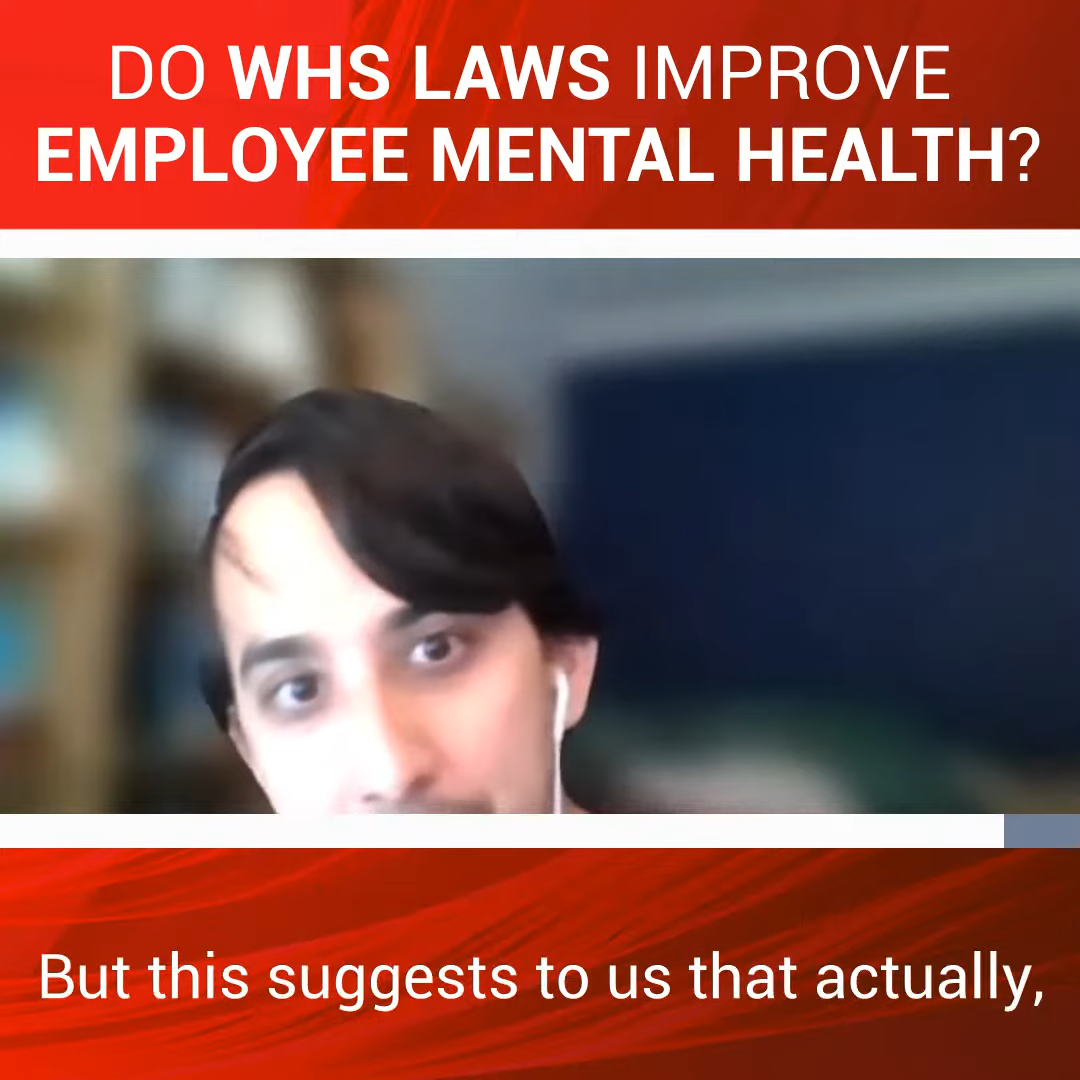 DO WHS LAWS IMPROVE
EMPLOYEE MENTAL HEALTH?
But this suggests to us that actually,